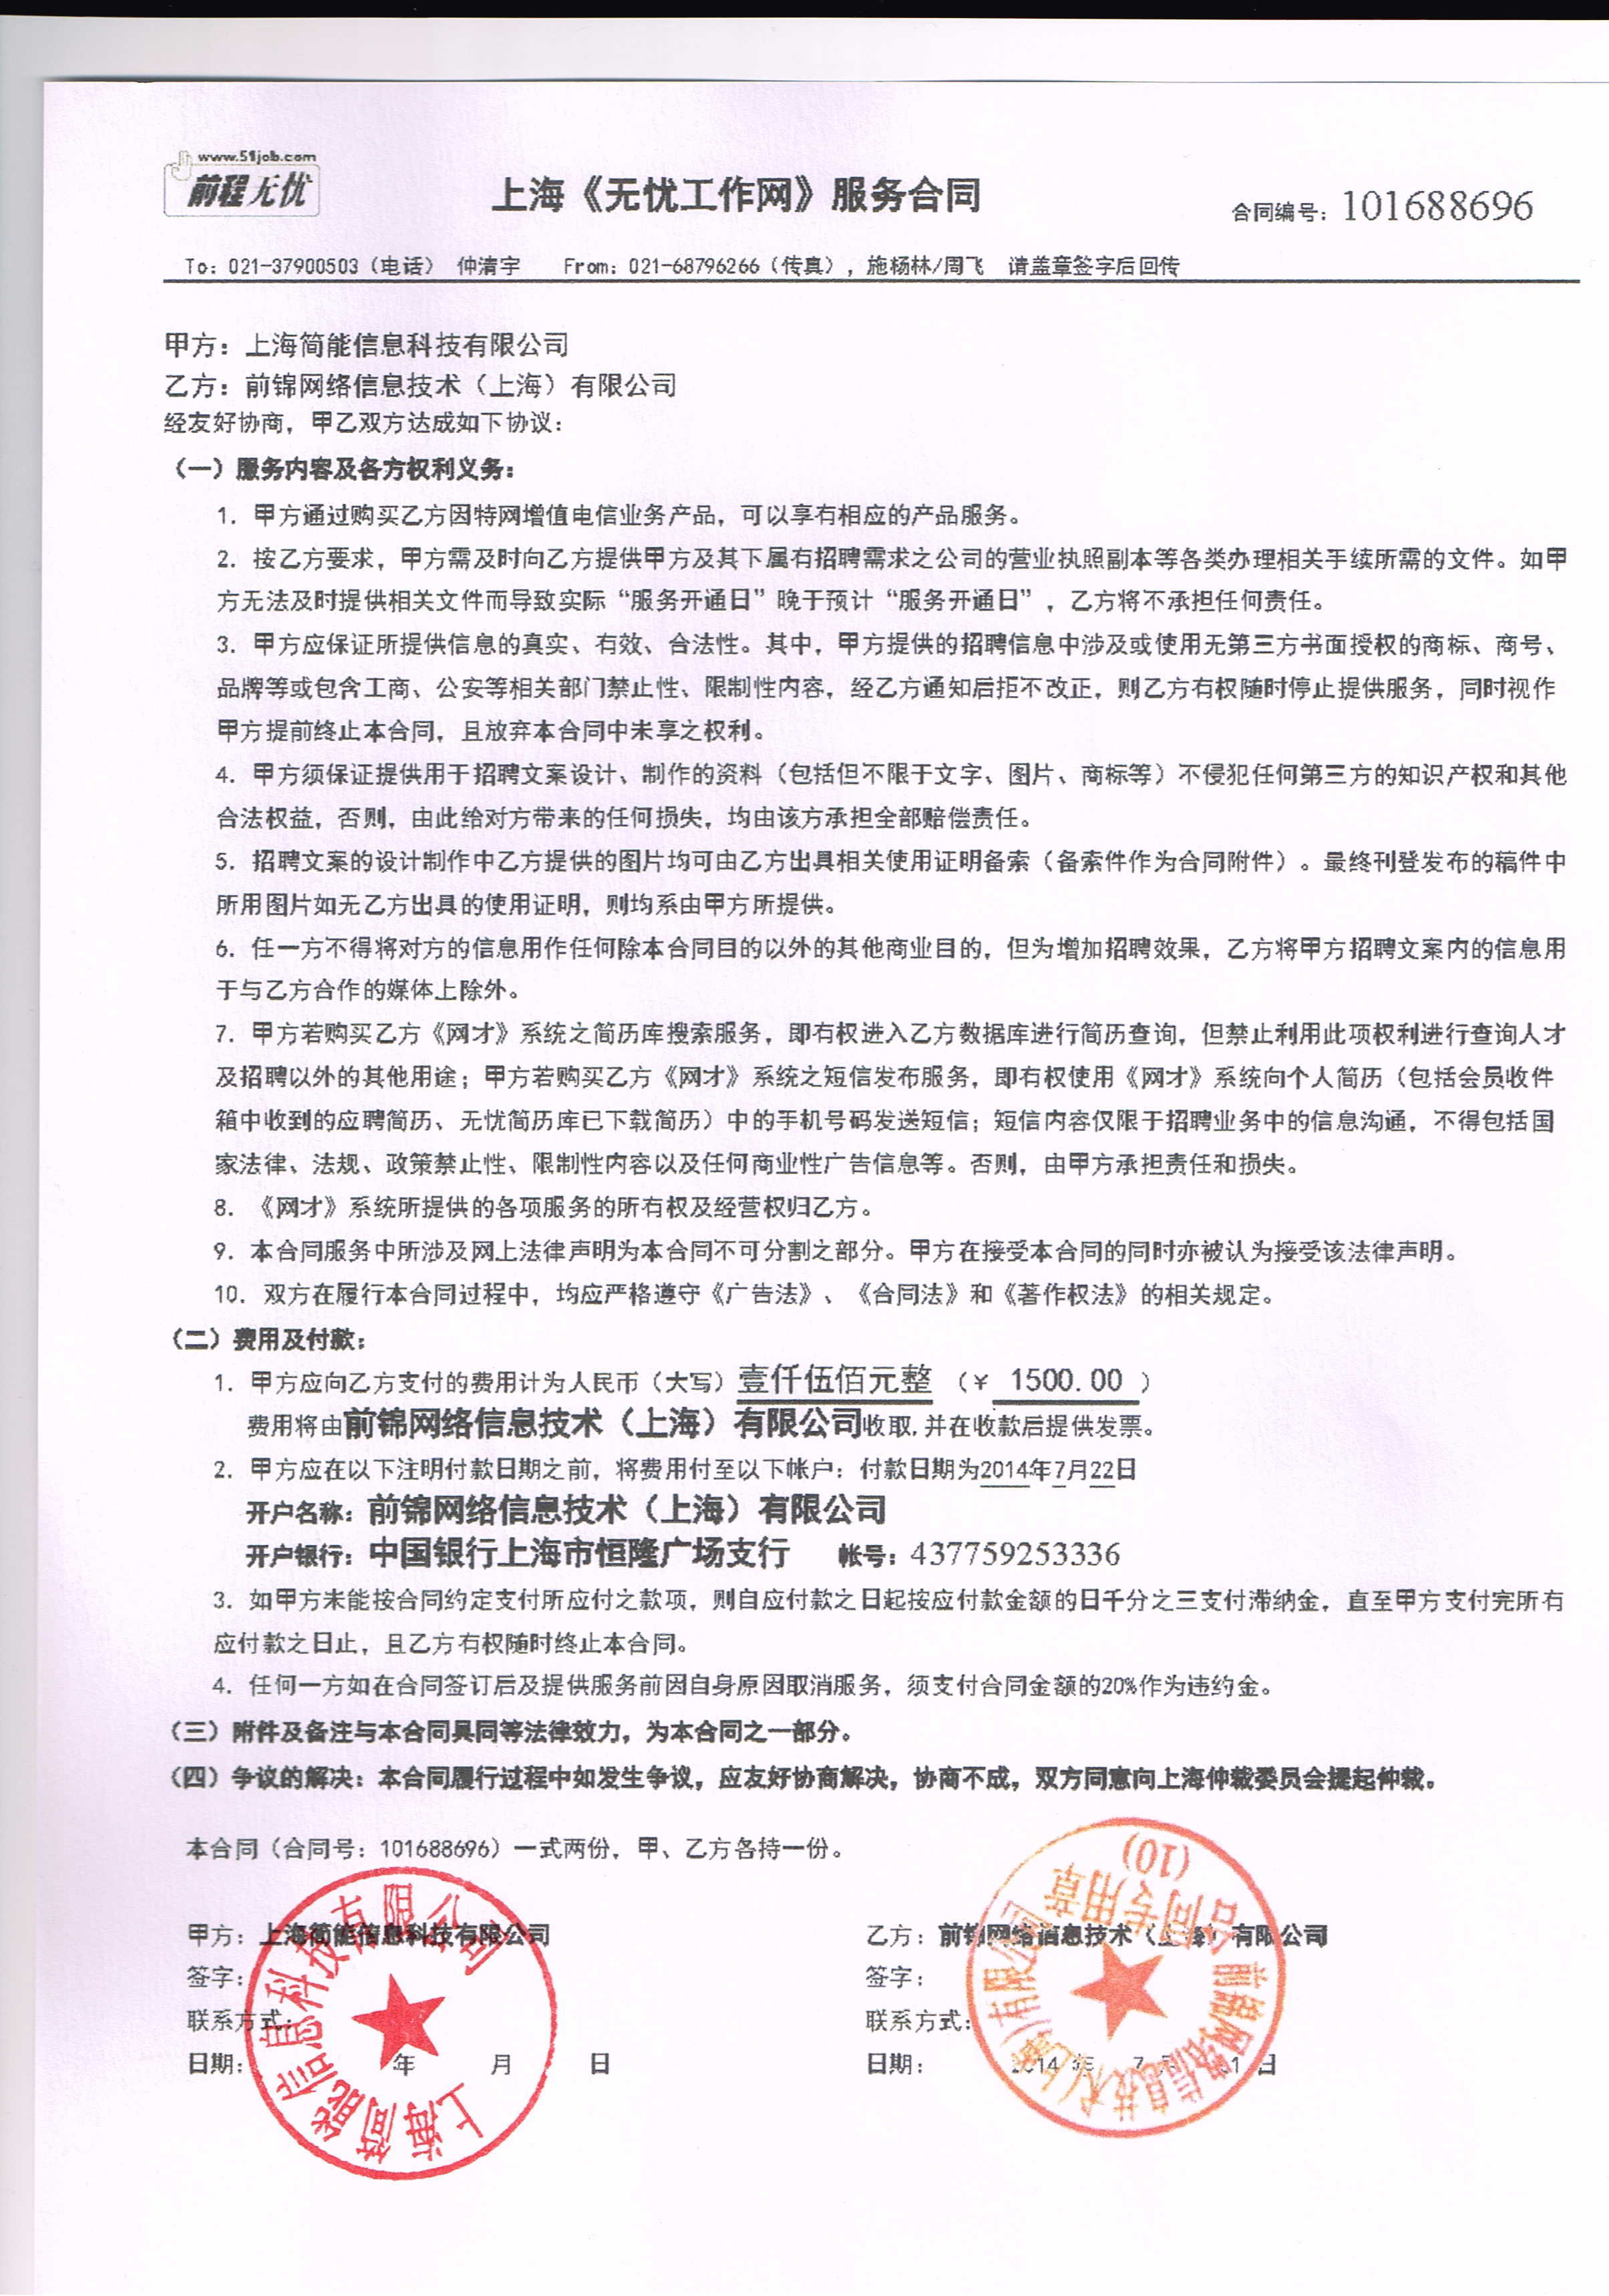 www.51job.com
前程无忧
上海《无忧工作网》服务合同
合同编号：101688696
To：021-37900503（电话） 仲清宇 From：021-68796266（传真），施杨林/周飞 请盖章签字后回传
甲方：上海简能信息科技有限公司
乙方：前锦网络信息技术（上海）有限公司
经友好协商，甲乙双方达成如下协议：
（一）服务内容及各方权利义务：
1．甲方通过购买乙方因特网增值电信业务产品，可以享有相应的产品服务。
2．按乙方要求，甲方需及时向乙方提供甲方及其下属有招聘需求之公司的营业执照副本等各类办理相关手续所需的文件。如甲
方无法及时提供相关文件而导致实际“服务开通日”晚于预计“服务开通日”，乙方将不承担任何责任。
3．甲方应保证所提供信息的真实、有效、合法性。其中，甲方提供的招聘信息中涉及或使用无第三方书面授权的商标、商号、
品牌等或包含工商、公安等相关部门禁止性、限制性内容，经乙方通知后拒不改正，则乙方有权随时停止提供服务，同时视作
甲方提前终止本合同，且放弃本合同中未享之权利。
4．甲方须保证提供用于招聘文案设计、制作的资料（包括但不限于文字、图片、商标等）不侵犯任何第三方的知识产权和其他
合法权益，否则，由此给对方带来的任何损失，均由该方承担全部赔偿责任。
5．招聘文案的设计制作中乙方提供的图片均可由乙方出具相关使用证明备索（备索件作为合同附件）。最终刊登发布的稿件中
所用图片如无乙方出具的使用证明，则均系由甲方所提供。
6．任一方不得将对方的信息用作任何除本合同目的以外的其他商业目的，但为增加招聘效果，乙方将甲方招聘文案内的信息用
于与乙方合作的媒体上除外。
7．甲方若购买乙方《网才》系统之简历库搜索服务，即有权进入乙方数据库进行简历查询，但禁止利用此项权利进行查询人才
及招聘以外的其他用途；甲方若购买乙方《网才》系统之短信发布服务，即有权使用《网才》系统向个人简历（包括会员收件
箱中收到的应聘简历、无忧简历库已下载简历）中的手机号码发送短信；短信内容仅限于招聘业务中的信息沟通，不得包括国
家法律、法规、政策禁止性、限制性内容以及任何商业性广告信息等。否则，由甲方承担责任和损失。
8．《网才》系统所提供的各项服务的所有权及经营权归乙方。
9．本合同服务中所涉及网上法律声明为本合同不可分割之部分。甲方在接受本合同的同时亦被认为接受该法律声明。
10．双方在履行本合同过程中，均应严格遵守《广告法》、《合同法》和《著作权法》的相关规定。
（二）费用及付款：
1．甲方应向乙方支付的费用计为人民币（大写）壹仟伍佰元整（￥ 1500.00 ）
费用将由前锦网络信息技术（上海）有限公司收取，并在收款后提供发票。
2．甲方应在以下注明付款日期之前，将费用付至以下帐户：付款日期为2014年7月22日
开户名称：前锦网络信息技术（上海）有限公司
开户银行：中国银行上海市恒隆广场支行 帐号：437759253336
3．如甲方未能按合同约定支付所应付之款项，则自应付款之日起按应付款金额的日千分之三支付滞纳金，直至甲方支付完所有
应付款之日止，且乙方有权随时终止本合同。
4．任何一方如在合同签订后及提供服务前因自身原因取消服务，须支付合同金额的20%作为违约金。
（三）附件及备注与本合同具同等法律效力，为本合同之一部分。
（四）争议的解决：本合同履行过程中如发生争议，应友好协商解决，协商不成，双方同意向上海仲裁委员会提起仲裁。
本合同（合同号：101688696）一式两份，甲、乙方各持一份。
甲方：上海简能信息科技有限公司
签字：
联系方式：
日期： 年 月 日
上海简能信息科技有限公司
乙方：前锦网络信息技术（上海）有限公司
签字：
联系方式：
日期： 2014 年 7 月 日
前锦网络信息技术(上海)有限公司
合同专用章
(10)